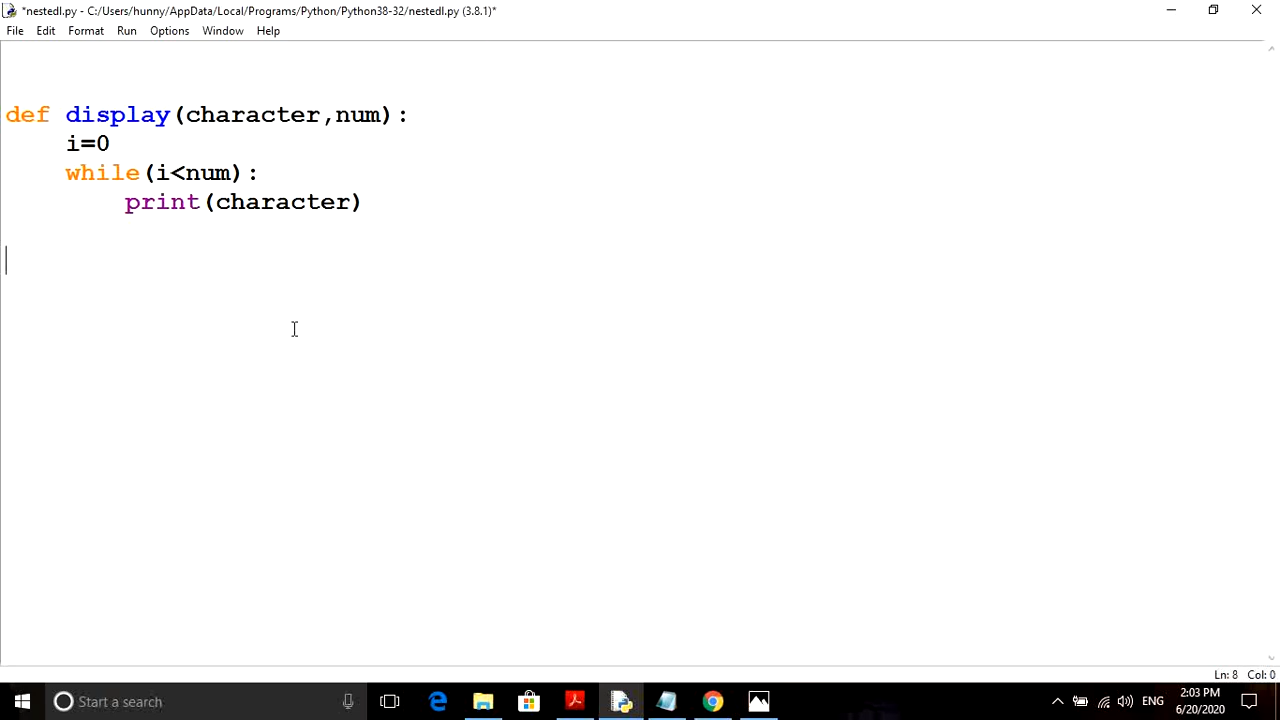 *nestedl.py - C:/Users/hunny/AppData/Local/Programs/Python/Python38-32/nestedl.py (3.8.1)*
File Edit Format Run Options Window Help
def display(character,num):
    i=0
    while(i<num):
        print(character)
Ln: 8 Col: 0
Start a search
ENG
2:03 PM
6/20/2020